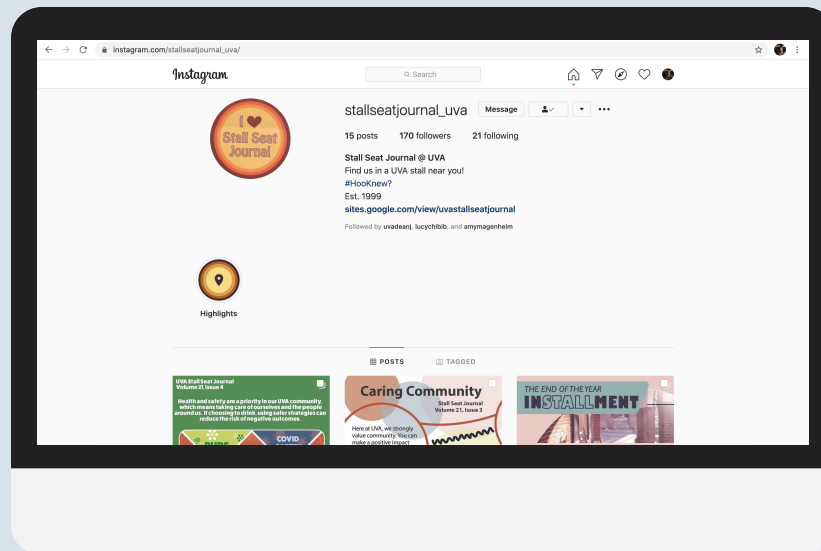 instagram.com/stallseatjournal_uva/
Instagram
Search
I
Stall Seat
Journal
stallseatjournal_uva
Message
15 posts 170 followers 21 following
Stall Seat Journal @ UVA
Find us in a UVA stall near you!
#HooKnew?
Est. 1999
sites.google.com/view/uvastallseatjournal
Followed by uvadeanj, lucychibib, and amymagenheim
Highlights
POSTS TAGGED
UVA Stall Seat Journal
Volume 21, Issue 4
Health and safety are a priority in our UVA community,
which means taking care of ourselves and the people
around us. If choosing to drink, using safer strategies can
reduce the risk of negative outcomes.
COVID
Caring Community
Stall Seat Journal
Volume 21, Issue 3
Here at UVA, we strongly
value community. You can
make a positive impact
THE END OF THE YEAR
INSTALLMENT